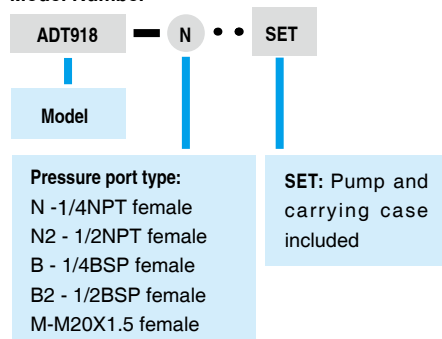 ADT918 — N • • SET
Model
Pressure port type:
N -1/4NPT female
N2 - 1/2NPT female
B - 1/4BSP female
B2 - 1/2BSP female
M-M20X1.5 female
SET: Pump and
carrying case
included